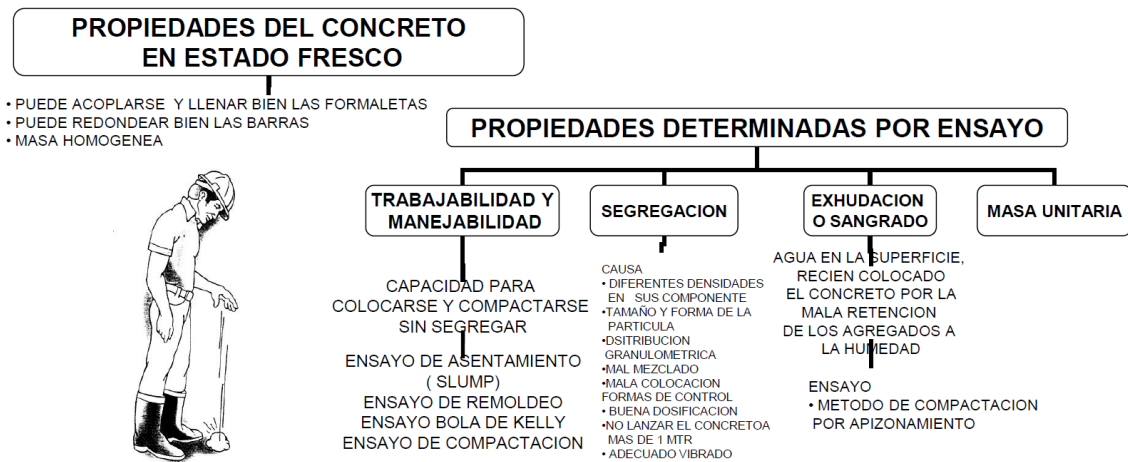 PROPIEDADES DEL CONCRETO
EN ESTADO FRESCO
• PUEDE ACOPLARSE Y LLENAR BIEN LAS FORMALETAS
• PUEDE REDONDEAR BIEN LAS BARRAS
• MASA HOMOGENEA
PROPIEDADES DETERMINADAS POR ENSAYO
TRABAJABILIDAD Y
MANEJABILIDAD
CAPACIDAD PARA
COLOCARSE Y COMPACTARSE
SIN SEGREGAR
ENSAYO DE ASENTAMIENTO
( SLUMP)
ENSAYO DE REMOLDEO
ENSAYO BOLA DE KELLY
ENSAYO DE COMPACTACION
SEGREGACION
CAUSA
• DIFERENTES DENSIDADES
EN SUS COMPONENTE
•TAMAÑO Y FORMA DE LA
PARTICULA
•DSITRIBUCION
GRANULOMETRICA
•MAL MEZCLADO
•MALA COLOCACION
FORMAS DE CONTROL
• BUENA DOSIFICACION
•NO LANZAR EL CONCRETOA
MAS DE 1 MTR
• ADECUADO VIBRADO
EXHUDACION
O SANGRADO
AGUA EN LA SUPERFICIE,
RECIEN COLOCADO
EL CONCRETO POR LA
MALA RETENCION
DE LOS AGREGADOS A
LA HUMEDAD
ENSAYO
• METODO DE COMPACTACION
POR APIZONAMIENTO
MASA UNITARIA